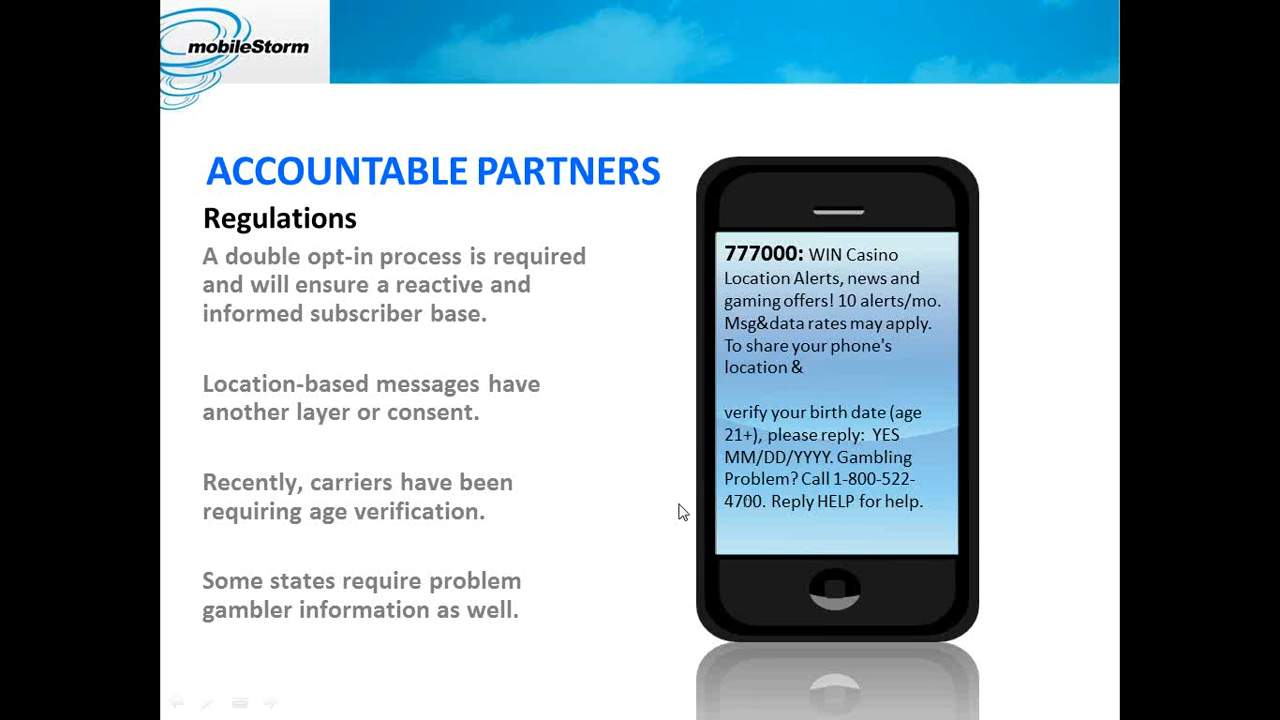 mobileStorm
ACCOUNTABLE PARTNERS
Regulations
A double opt-in process is required
and will ensure a reactive and
informed subscriber base.
Location-based messages have
another layer or consent.
Recently, carriers have been
requiring age verification.
Some states require problem
gambler information as well.
777000: WIN Casino
Location Alerts, news and
gaming offers! 10 alerts/mo.
Msg&data rates may apply.
To share your phone's
location &
verify your birth date (age
21+), please reply: YES
MM/DD/YYYY. Gambling
Problem? Call 1-800-522-
4700. Reply HELP for help.